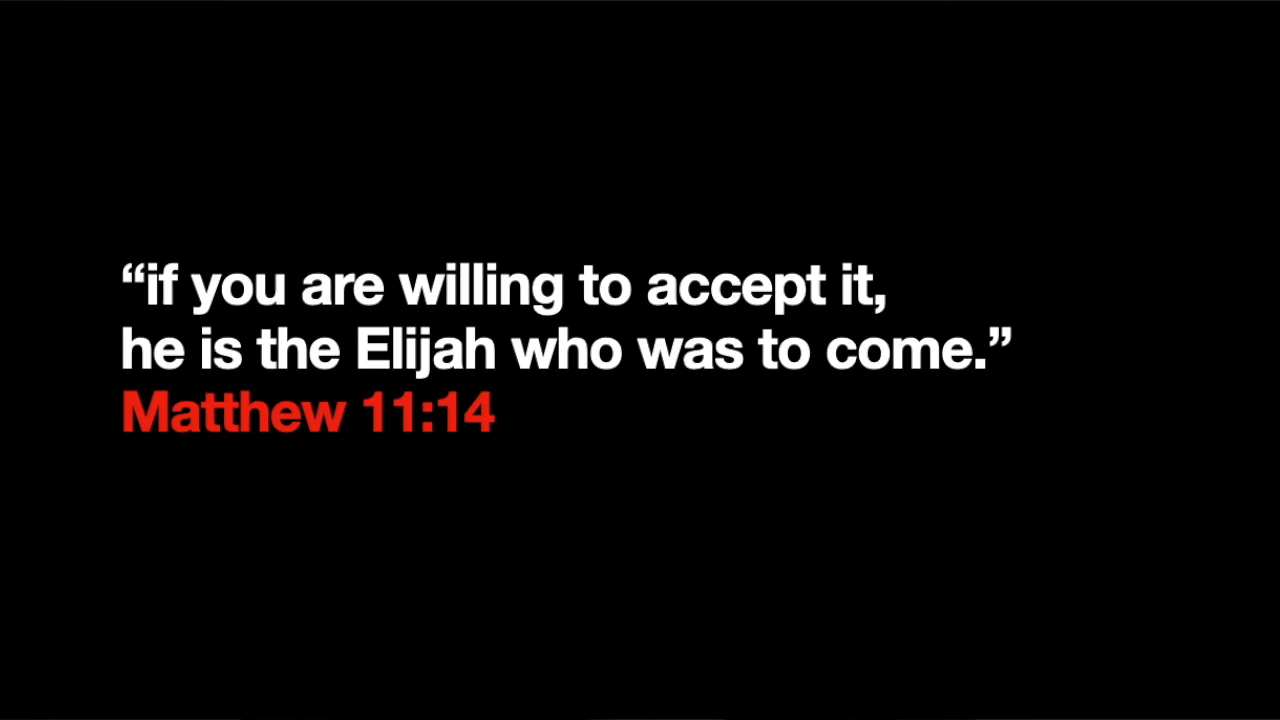 “if you are willing to accept it,
he is the Elijah who was to come.”
Matthew 11:14